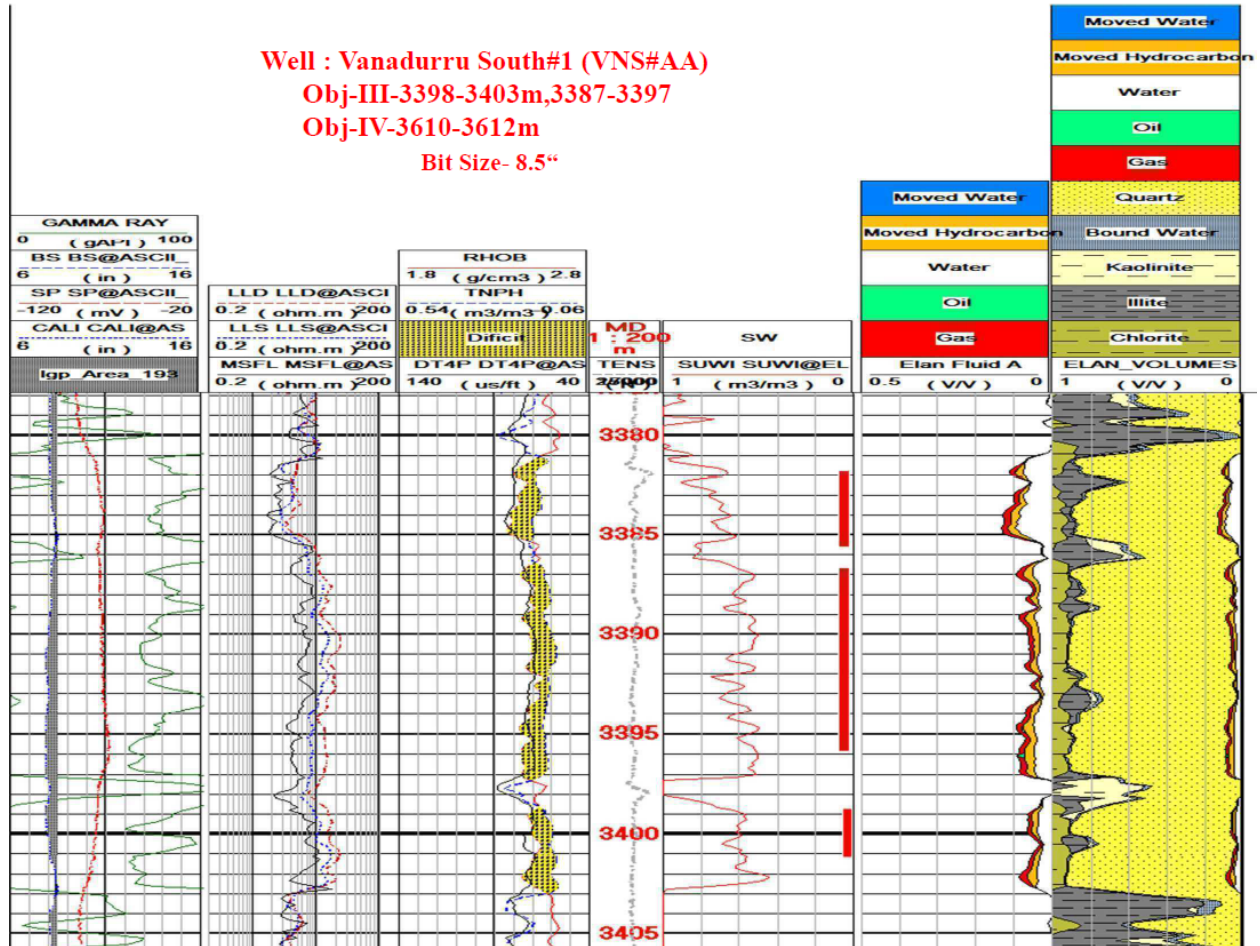 Well : Vanadurru South#1 (VNS#AA)
Obj-III-3398-3403m,3387-3397
Obj-IV-3610-3612m
Bit Size- 8.5“
GAMMA RAY
0 ( gAPI ) 100
BS BS@ASCII_
6 ( in ) 16
SP SP@ASCII_
-120 ( mV ) -20
CALI CALI@AS
6 ( in ) 16
Igp_Area_193
LLD LLD@ASCI
0.2 ( ohm.m ) 200
LLS LLS@ASCI
0.2 ( ohm.m ) 200
MSFL MSFL@AS
0.2 ( ohm.m ) 200
RHOB
1.8 ( g/cm3 ) 2.8
TNPH
0.54 ( m3/m3 ) 0.06
Dificit
DT4P DT4P@AS
140 ( us/ft ) 40
MD
1 : 200
m
TENS
SW
SUWI SUWI@EL
1 ( m3/m3 ) 0
Moved Water
Moved Hydrocarbon
Water
Oil
Gas
Elan Fluid A
0.5 ( V/V ) 0
Moved Water
Moved Hydrocarbon
Water
Oil
Gas
Quartz
Bound Water
Kaolinite
Illite
Chlorite
ELAN_VOLUMES
1 ( V/V ) 0
3380
3385
3390
3395
3400
3405